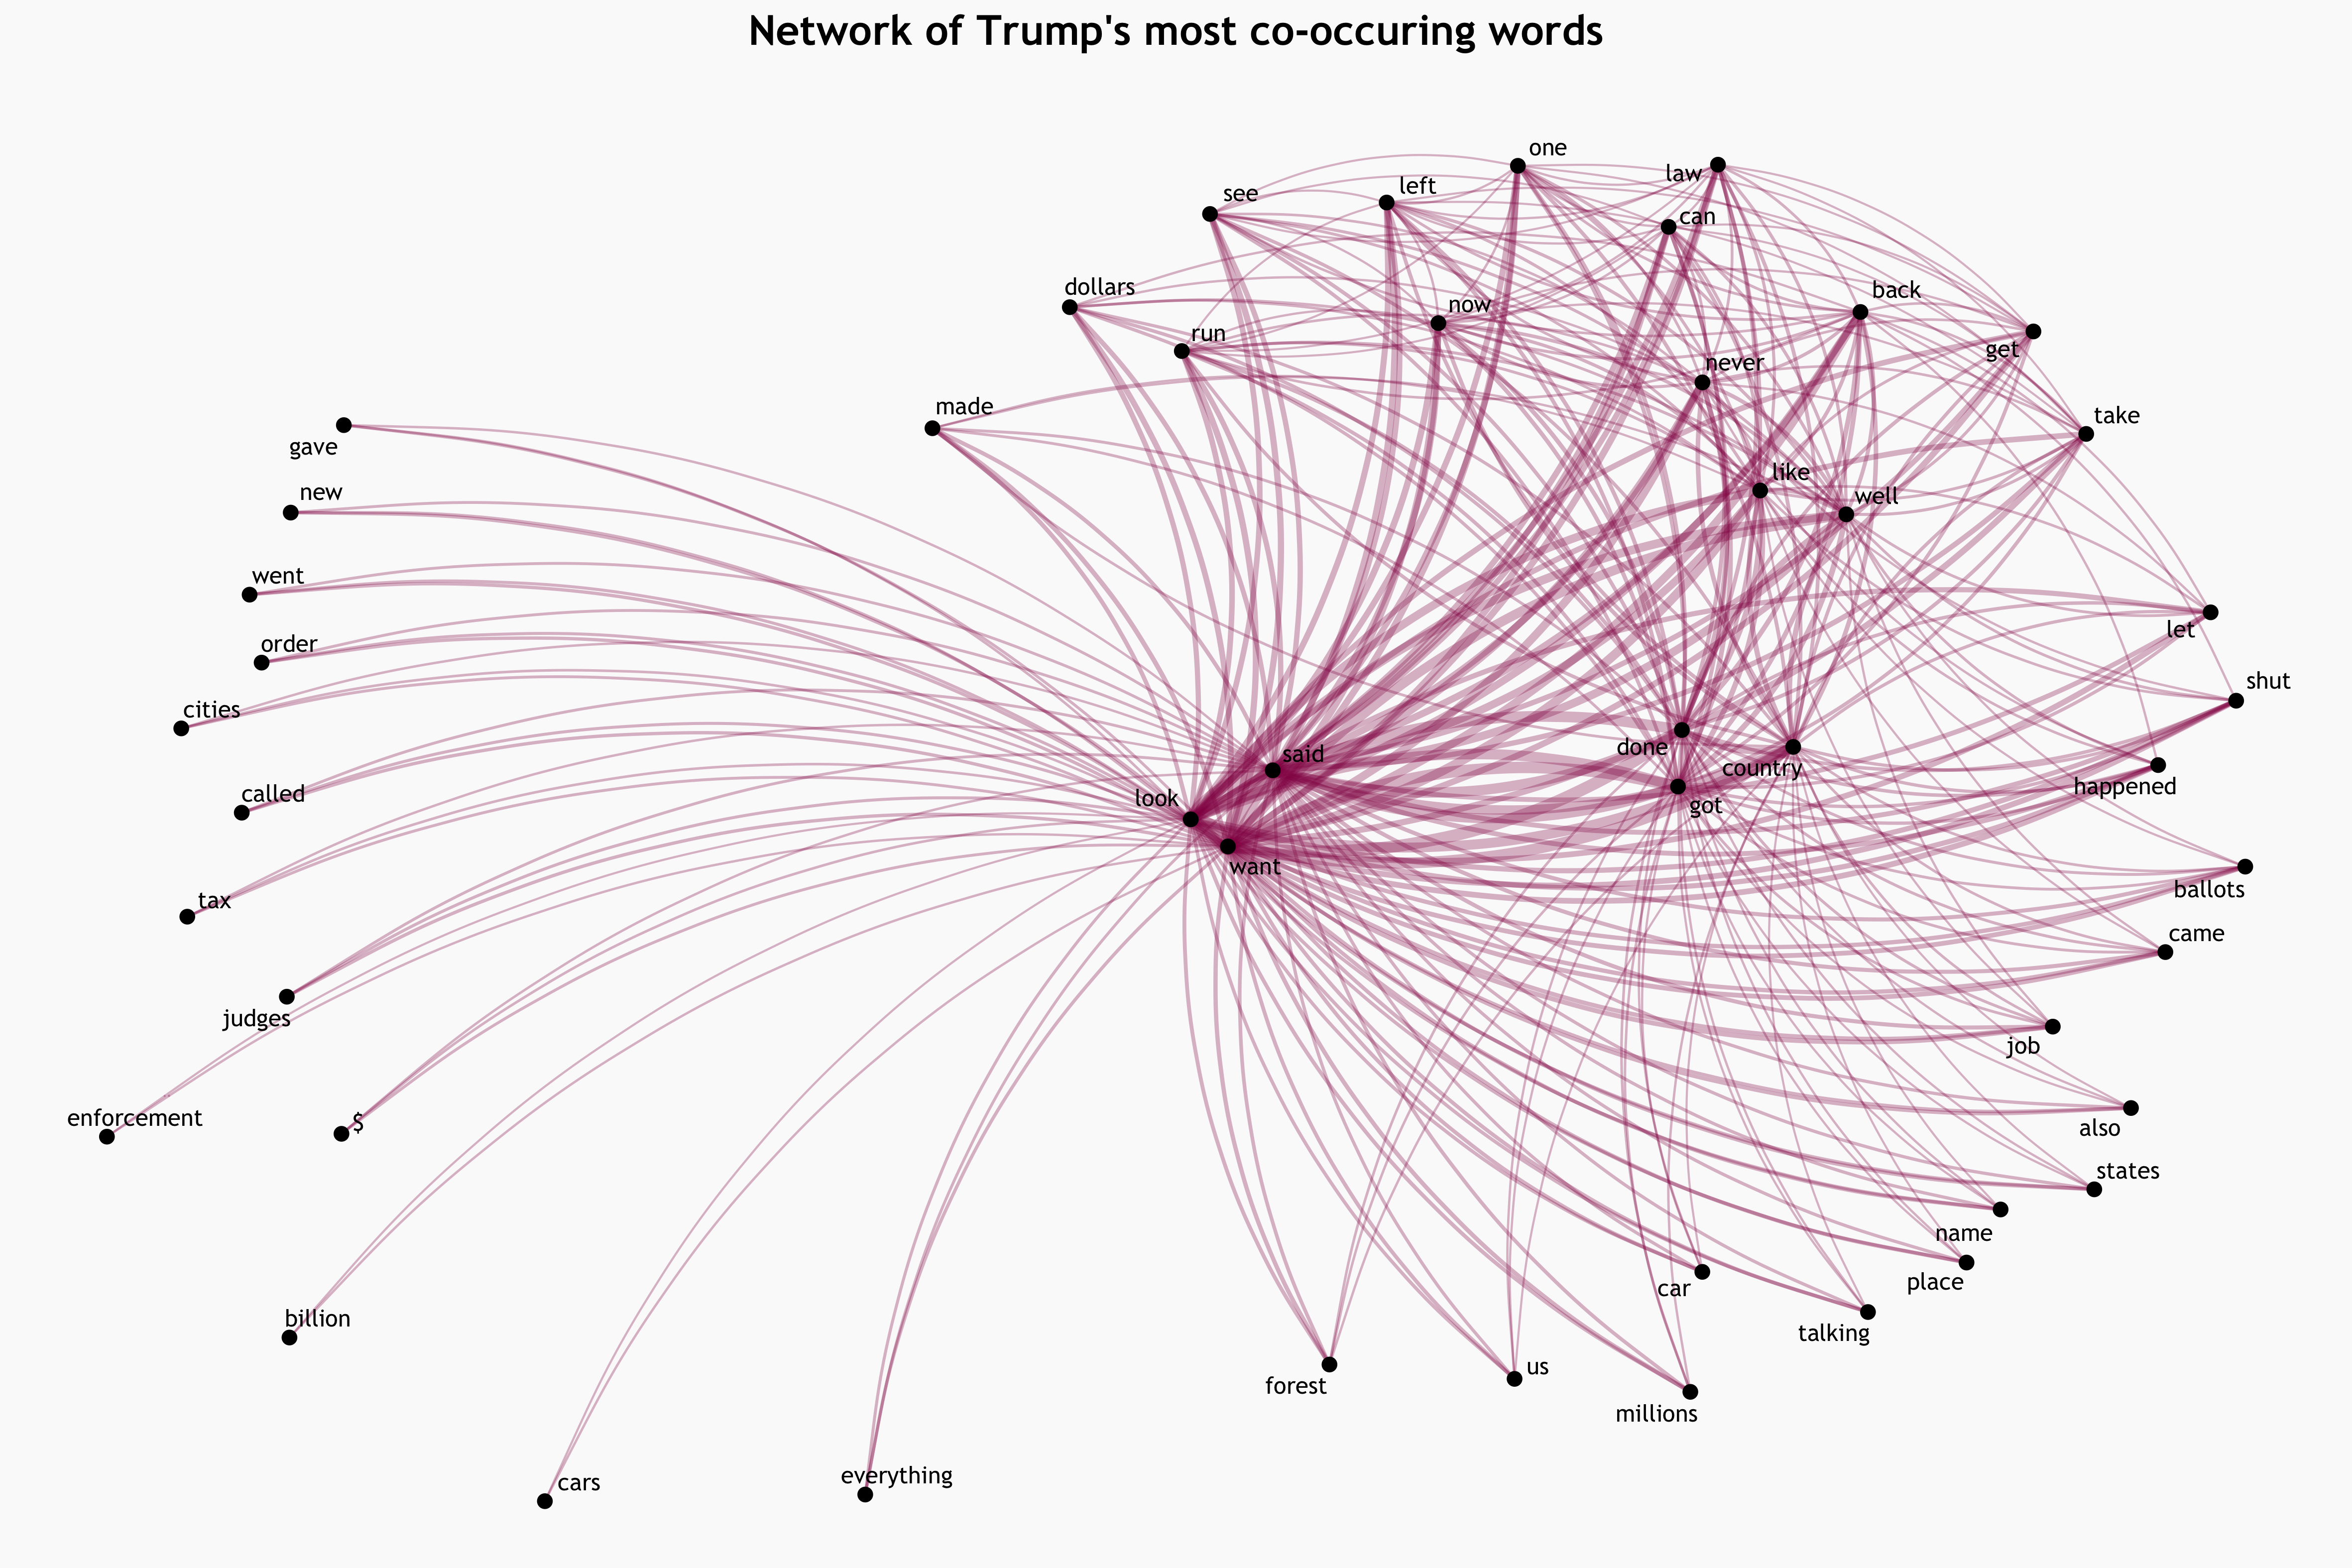 Network of Trump's most co-occuring words
one
law
see
left
can
dollars
now
back
run
never
get
made
take
gave
like
new
well
went
let
order
shut
cities
said
done
country
happened
called
look
got
want
tax
ballots
came
judges
job
enforcement
$
also
states
name
place
car
billion
talking
forest
us
millions
cars
everything